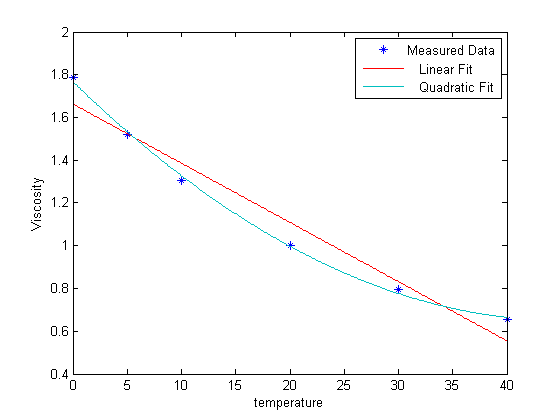 2
1.8
1.6
1.4
1.2
1
0.8
0.6
0.4
Viscosity
Measured Data
Linear Fit
Quadratic Fit
0 5 10 15 20 25 30 35 40
temperature